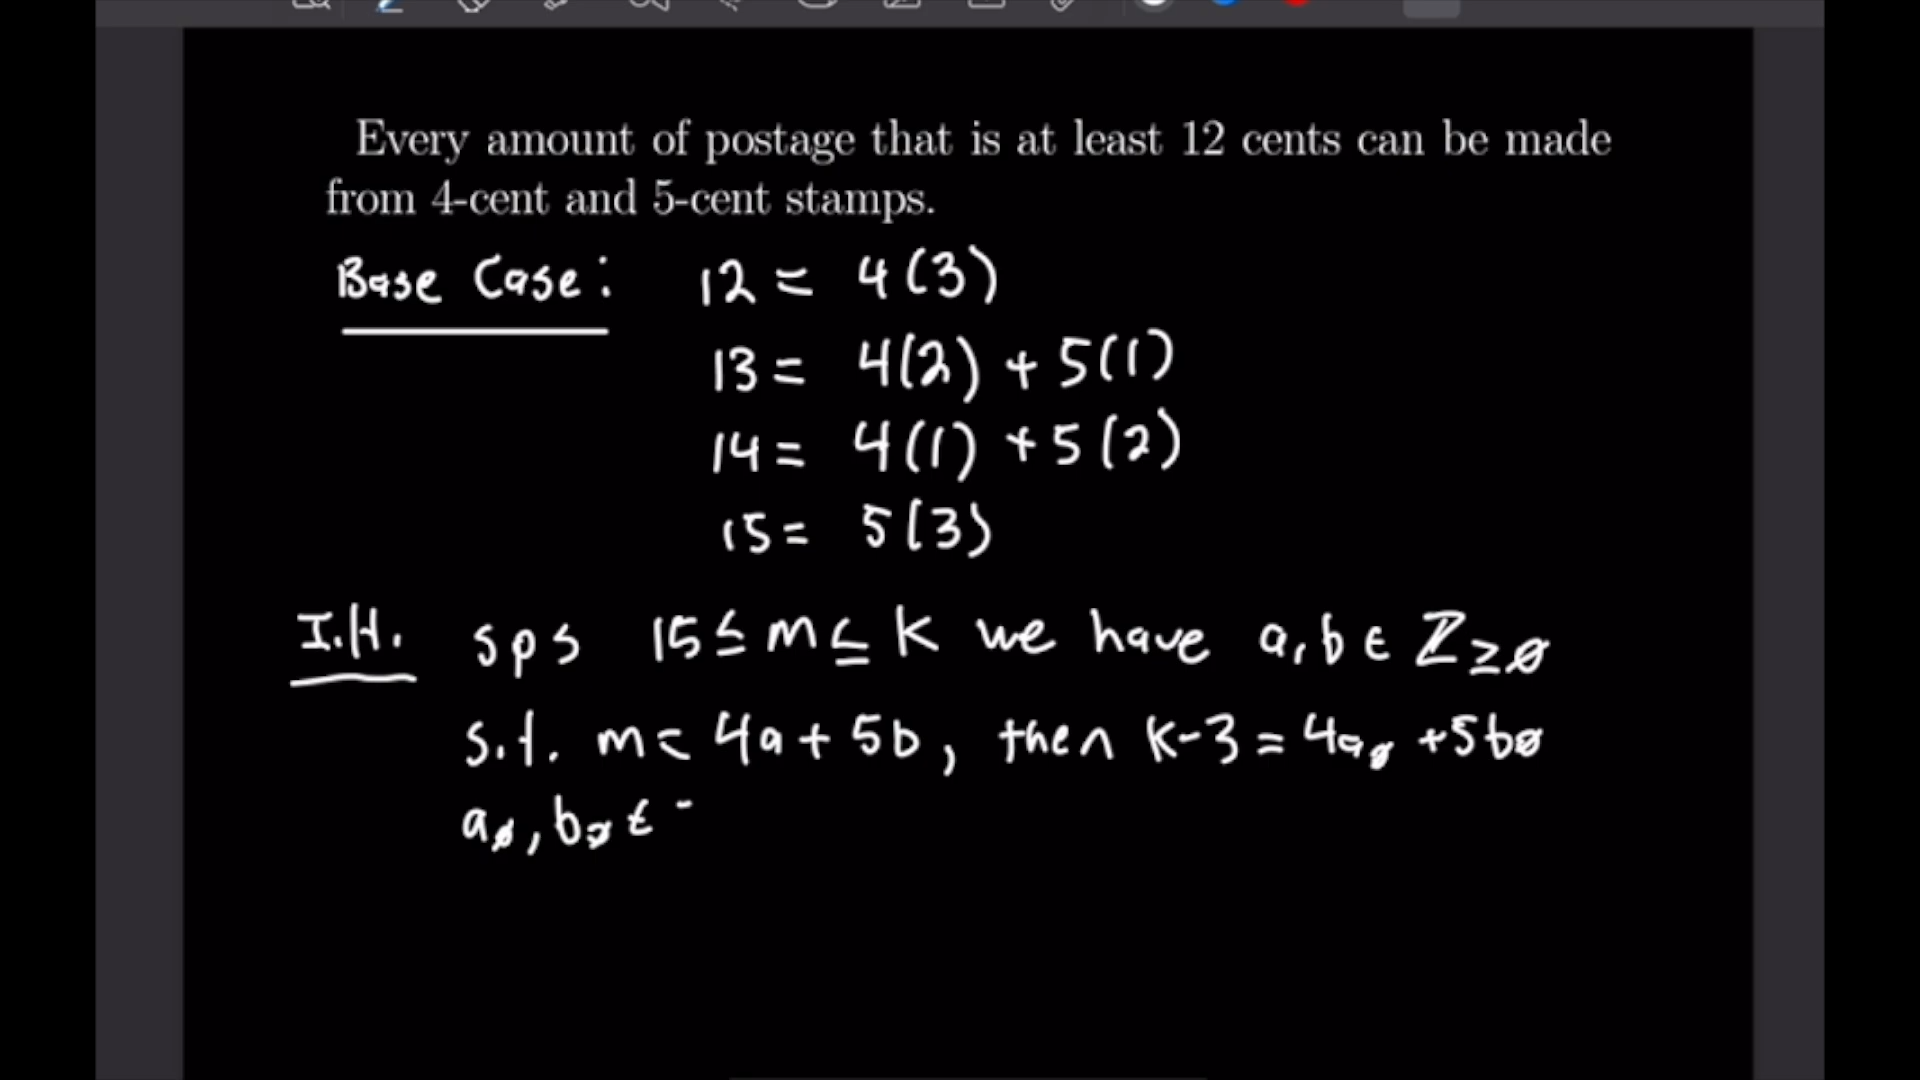 Every amount of postage that is at least 12 cents can be made
from 4-cent and 5-cent stamps.
Base Case: 12 = 4(3)
13 = 4(2) + 5(1)
14 = 4(1) + 5(2)
15 = 5(3)
I.H. sps 15 ≤ m ≤ k we have a, b ∈ ℤ≥0
s.t. m = 4a + 5b, then k-3 = 4a₀ + 5b₀
a₀, b₀ ∈ -